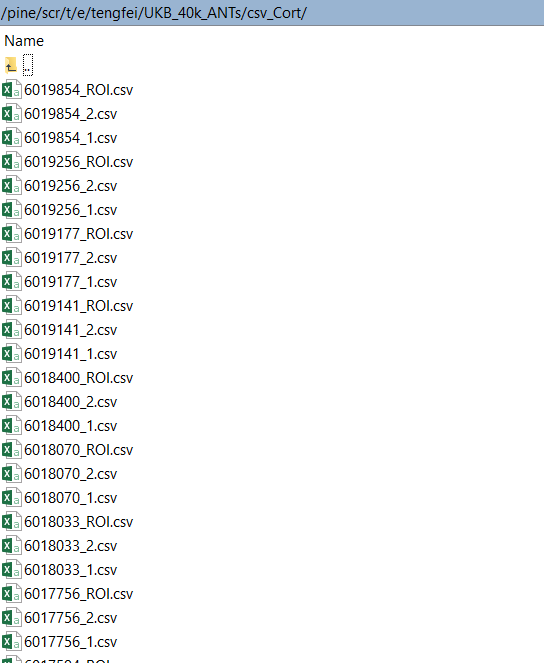 /pine/scr/t/e/tengfei/UKB_40k_ANTs/csv_Cort/
Name
..
6019854_ROI.csv
6019854_2.csv
6019854_1.csv
6019256_ROI.csv
6019256_2.csv
6019256_1.csv
6019177_ROI.csv
6019177_2.csv
6019177_1.csv
6019141_ROI.csv
6019141_2.csv
6019141_1.csv
6018400_ROI.csv
6018400_2.csv
6018400_1.csv
6018070_ROI.csv
6018070_2.csv
6018070_1.csv
6018033_ROI.csv
6018033_2.csv
6018033_1.csv
6017756_ROI.csv
6017756_2.csv
6017756_1.csv